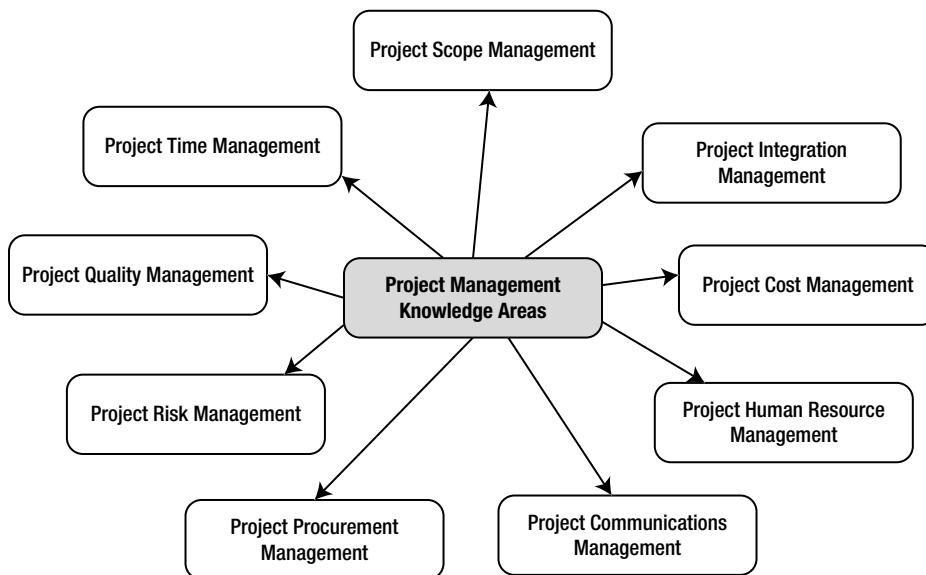 Project Scope Management
Project Time Management
Project Integration
Management
Project Quality Management
Project Management
Knowledge Areas
Project Cost Management
Project Risk Management
Project Human Resource
Management
Project Procurement
Management
Project Communications
Management